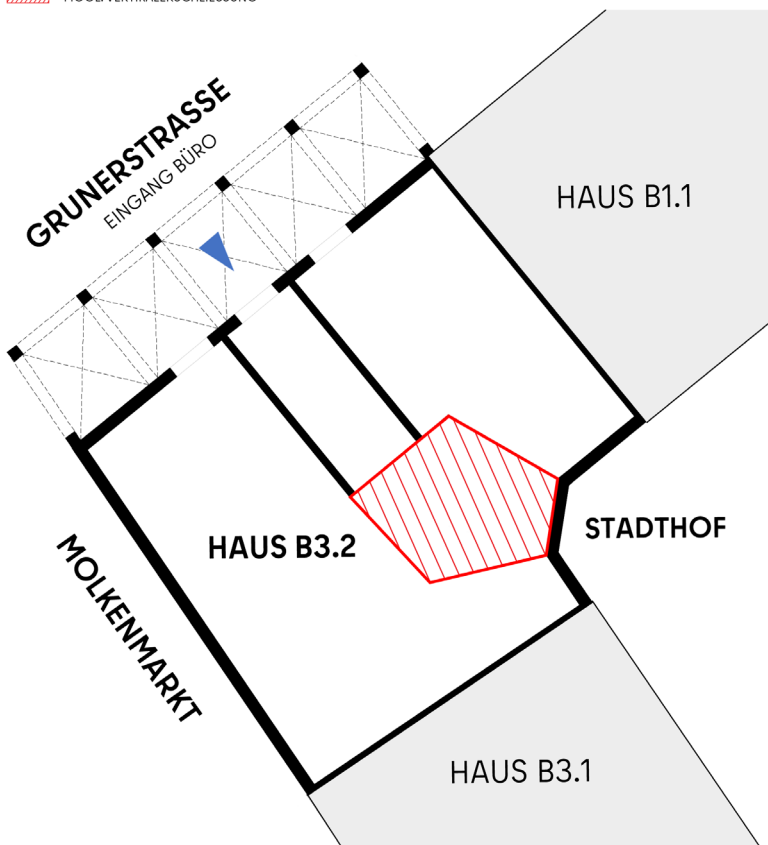 GRUNERSTRASSE
EINGANG BÜRO
HAUS B1.1
HAUS B3.2
STADTHOF
MOLKENMARKT
HAUS B3.1